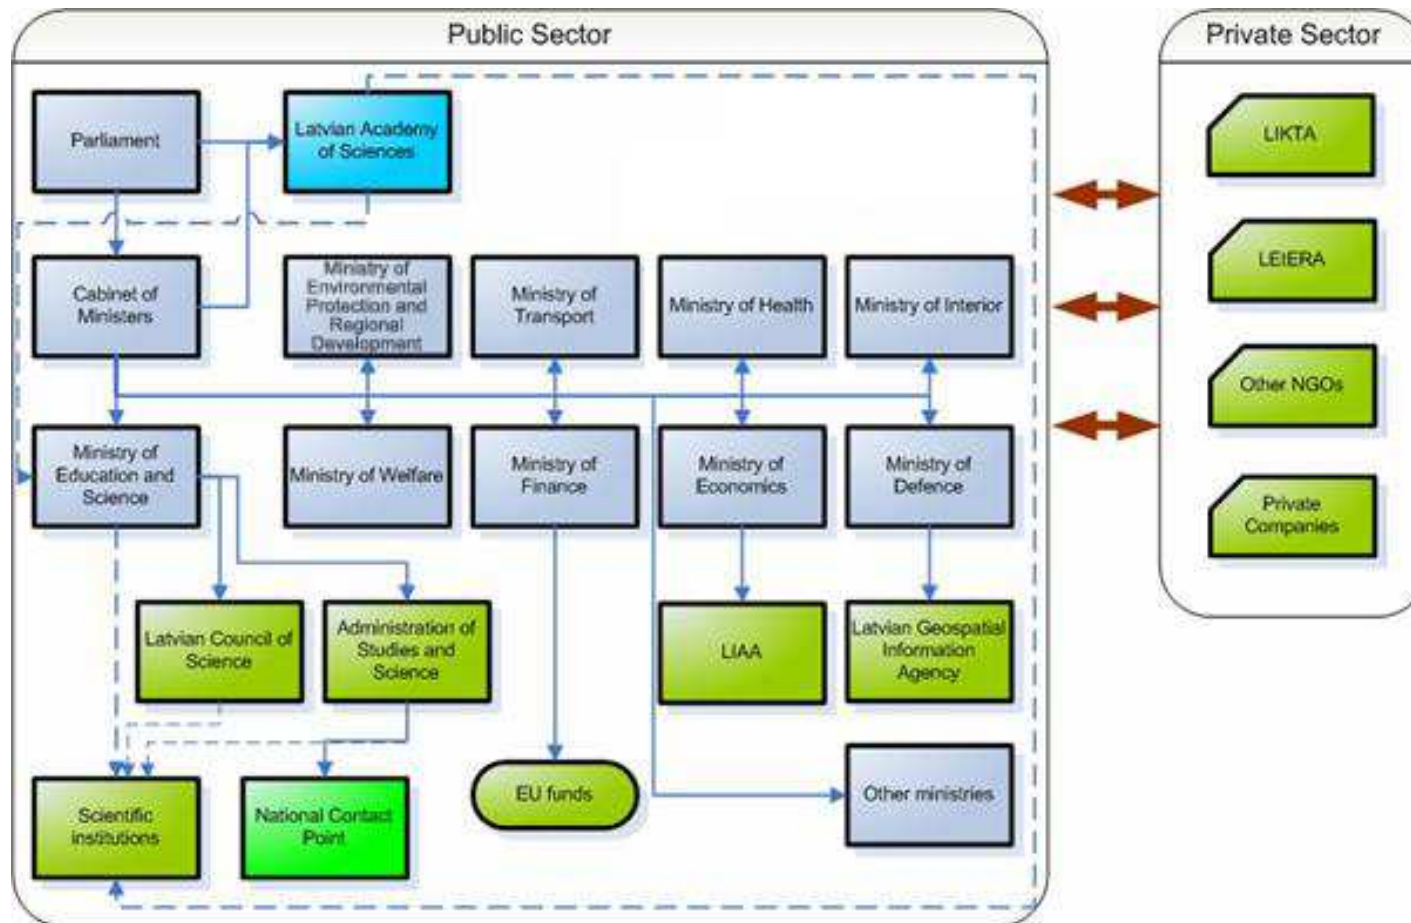 Public Sector
Private Sector
Parliament
Latvian Academy
of Sciences
LIKTA
LEIERA
Cabinet of
Ministers
Ministry of
Environmental
Protection and
Regional
Development
Ministry of
Transport
Ministry of Health
Ministry of Interior
Other NGOs
Ministry of
Education and
Science
Ministry of Welfare
Ministry of
Finance
Ministry of
Economics
Ministry of
Defence
Private
Companies
Latvian Council of
Science
Administration of
Studies and
Science
LIAA
Latvian Geospatial
Information
Agency
Scientific
institutions
National Contact
Point
EU funds
Other ministries